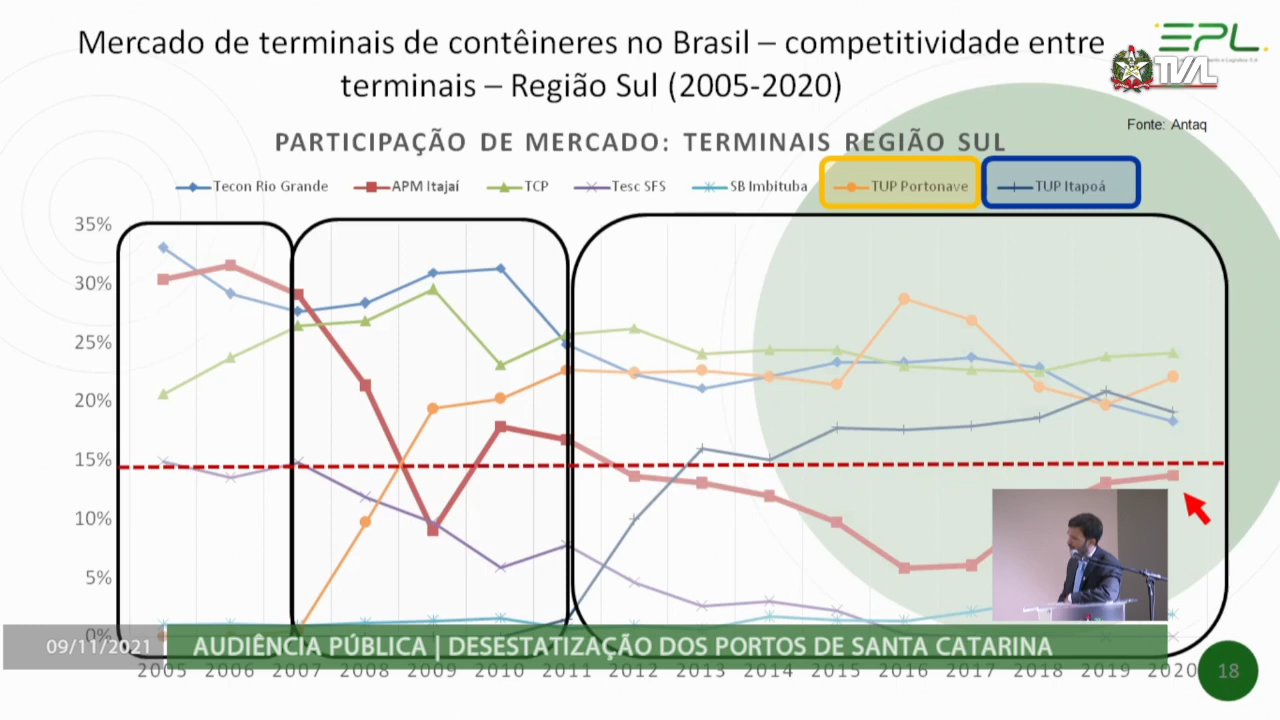 Mercado de terminais de contêineres no Brasil – competitividade entre
terminais – Região Sul (2005-2020)
EPL
TVAL
Fonte: Antaq
PARTICIPAÇÃO DE MERCADO: TERMINAIS REGIÃO SUL
Tecon Rio Grande APM Itajaí TCP Tesc SFS SB Imbituba TUP Portonave TUP Itapoá
35%
30%
25%
20%
15%
10%
5%
0%
09/11/2021 AUDIÊNCIA PÚBLICA | DESESTATIZAÇÃO DOS PORTOS DE SANTA CATARINA
2005 2006 2007 2008 2009 2010 2011 2012 2013 2014 2015 2016 2017 2018 2019 2020
18